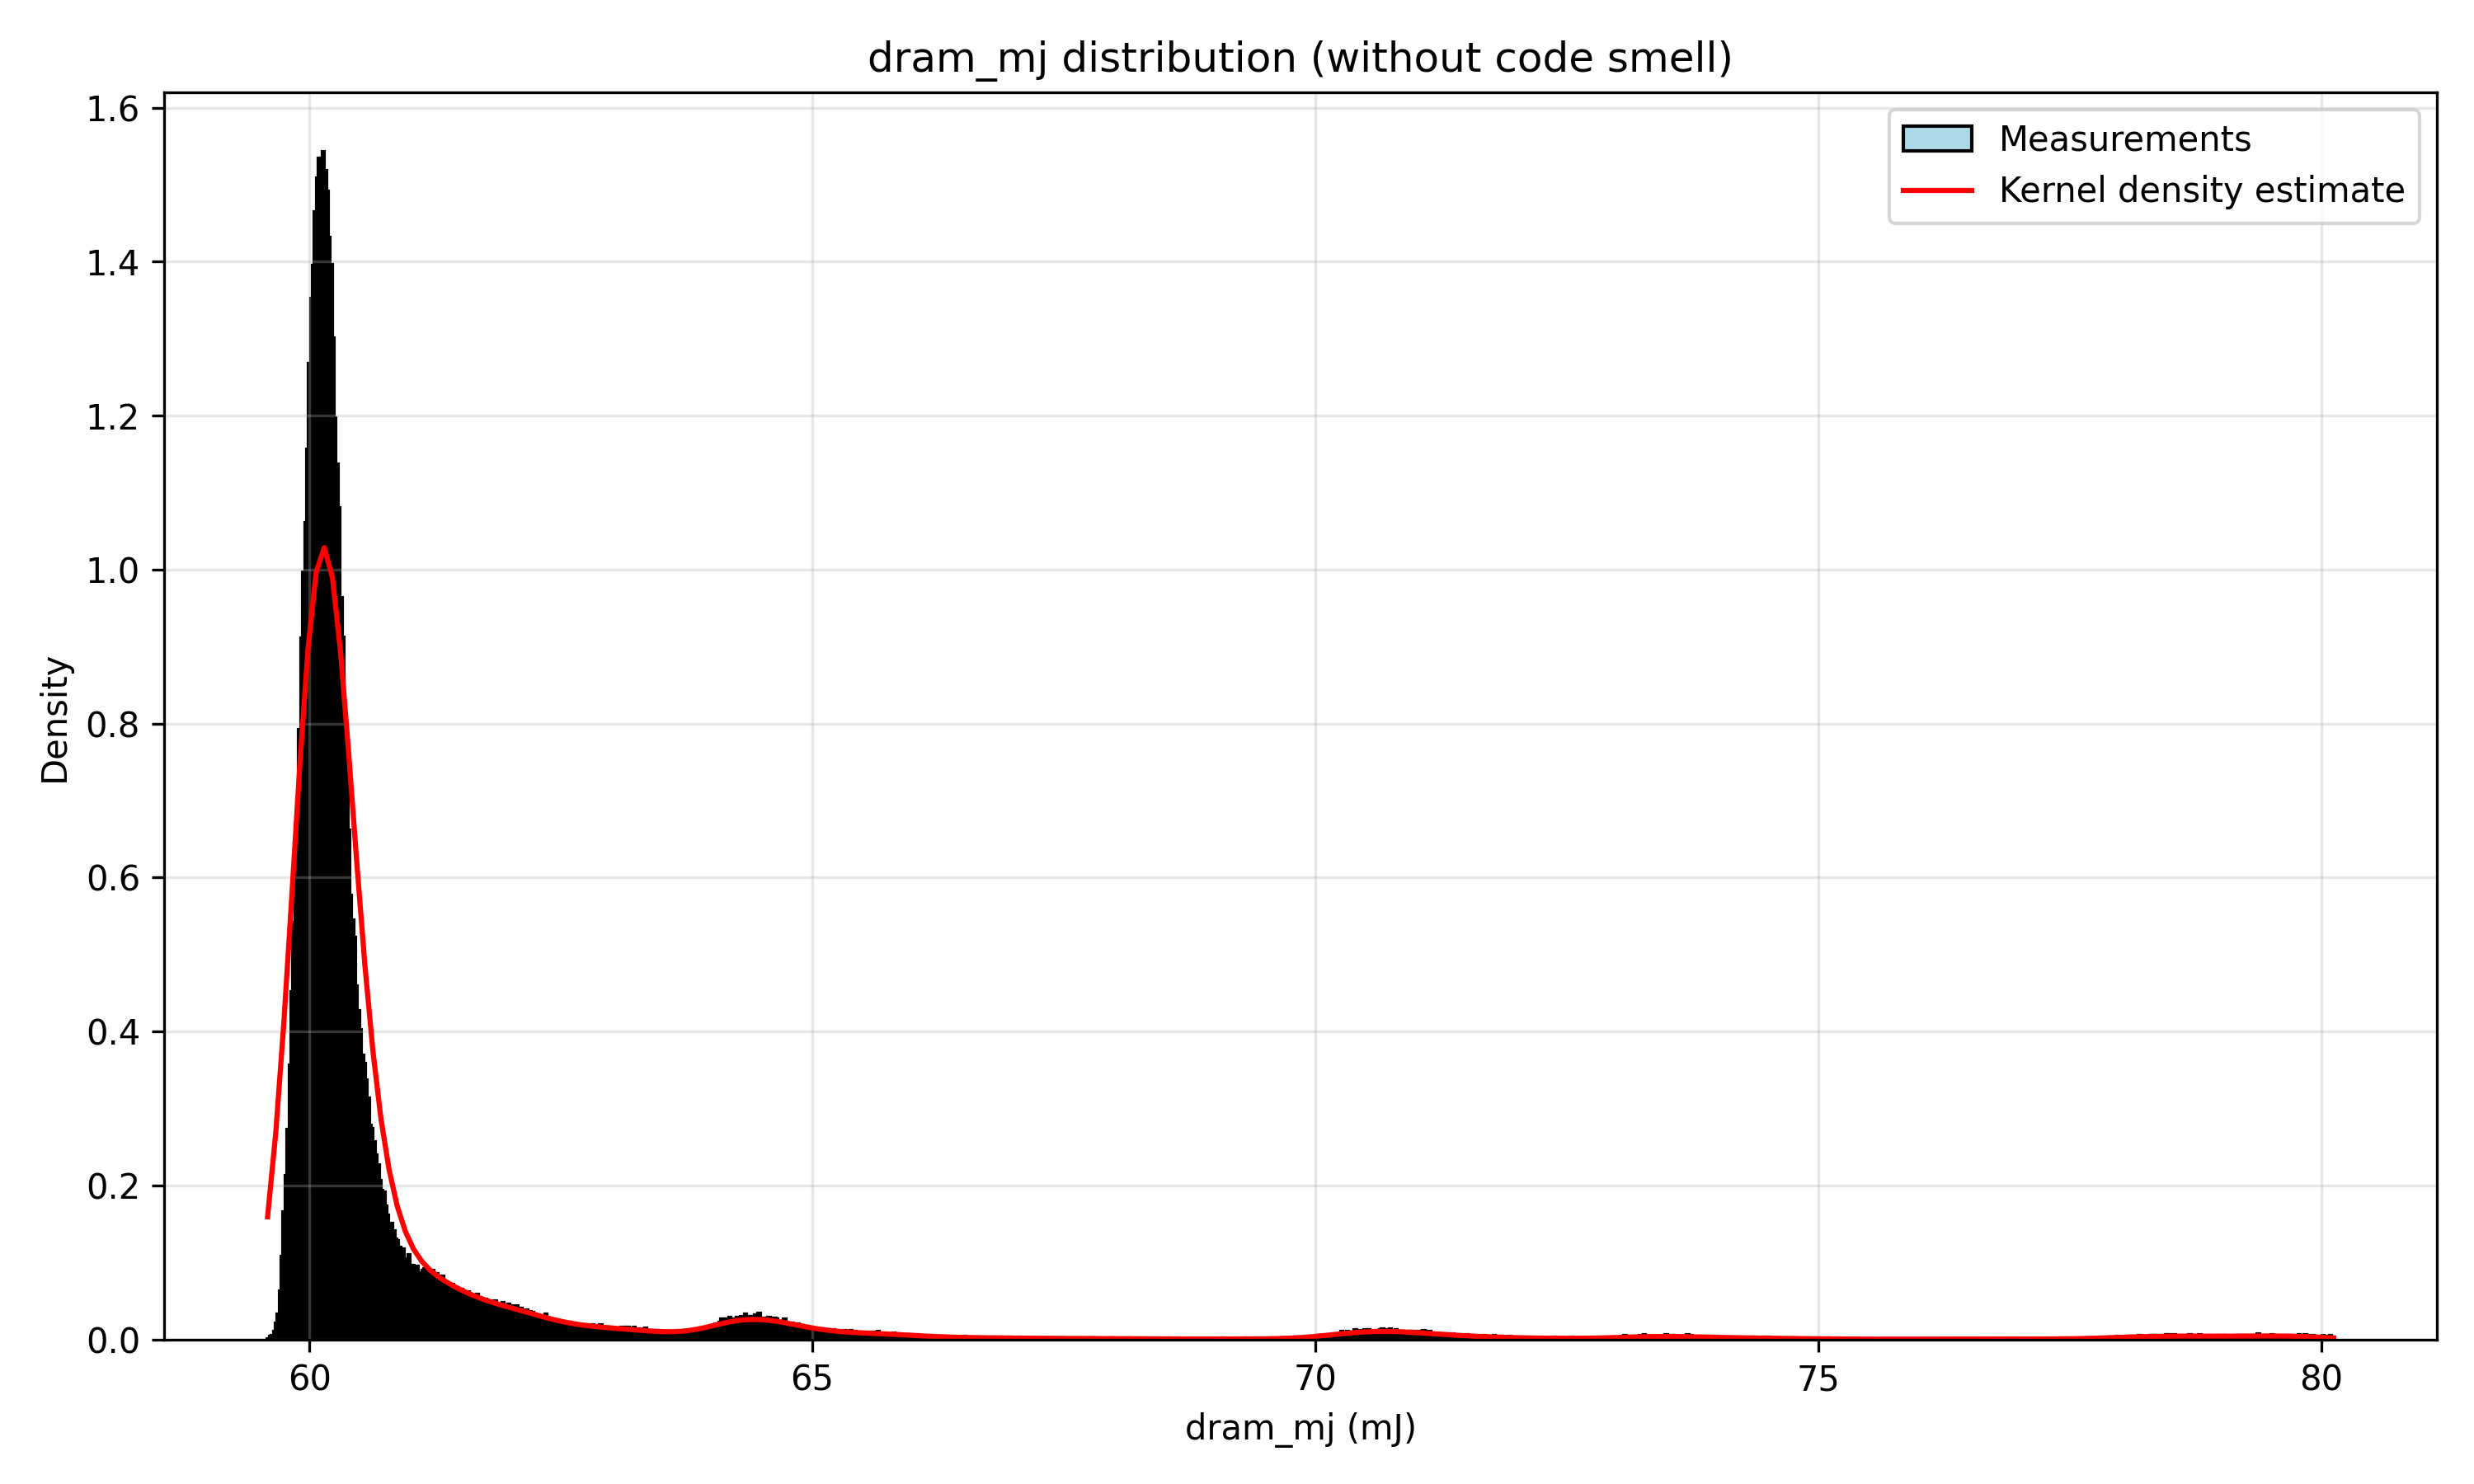 dram_mj distribution (without code smell)
Measurements
Kernel density estimate
1.6
1.4
1.2
1.0
0.8
0.6
0.4
0.2
0.0
Density
60 65 70 75 80
dram_mj (mJ)